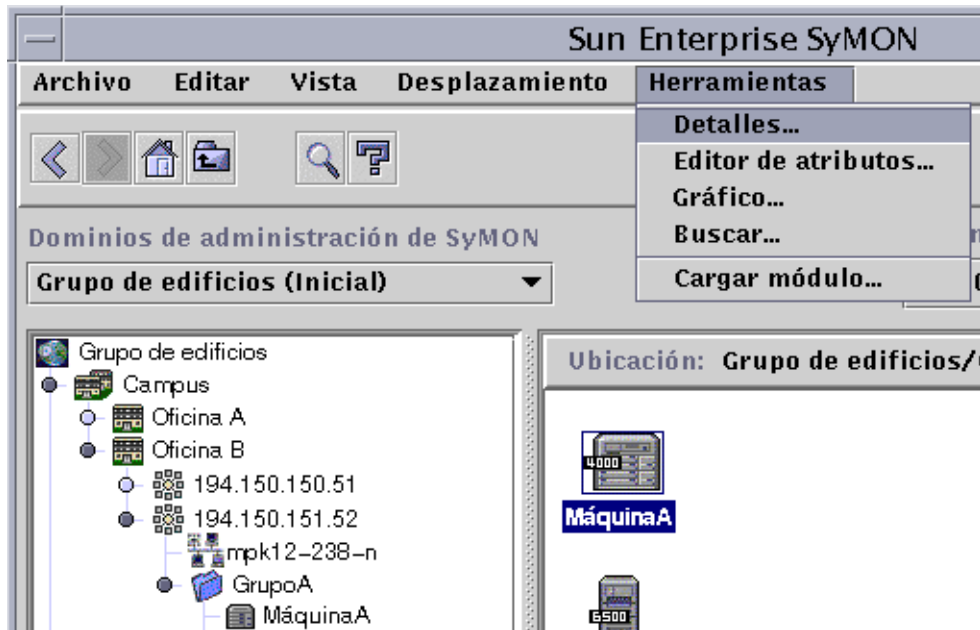 Sun Enterprise SyMON
Archivo Editar Vista Desplazamiento Herramientas
Detalles...
Editor de atributos...
Gráfico...
Buscar...
Cargar módulo...
Dominios de administración de SyMON
Grupo de edificios (Inicial)
Grupo de edificios
Campus
Oficina A
Oficina B
194.150.150.51
194.150.151.52
mpk12-238-n
GrupoA
MáquinaA
Ubicación: Grupo de edificios/
4000
MáquinaA
6500